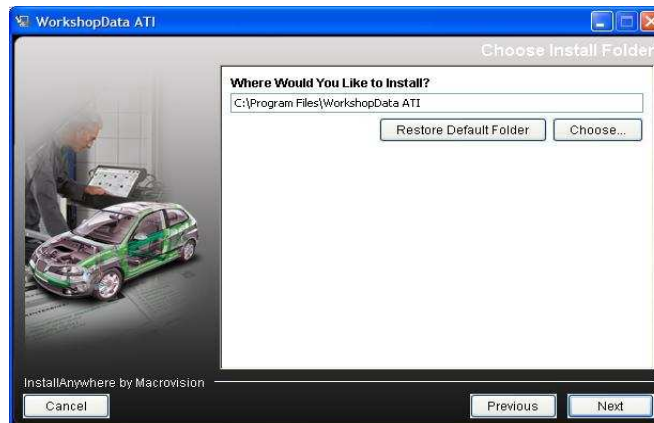 WorkshopData ATI
Choose Install Folder
Where Would You Like to Install?
C:\Program Files\WorkshopData ATI
Restore Default Folder
Choose...
InstallAnywhere by Macrovision
Cancel
Previous
Next